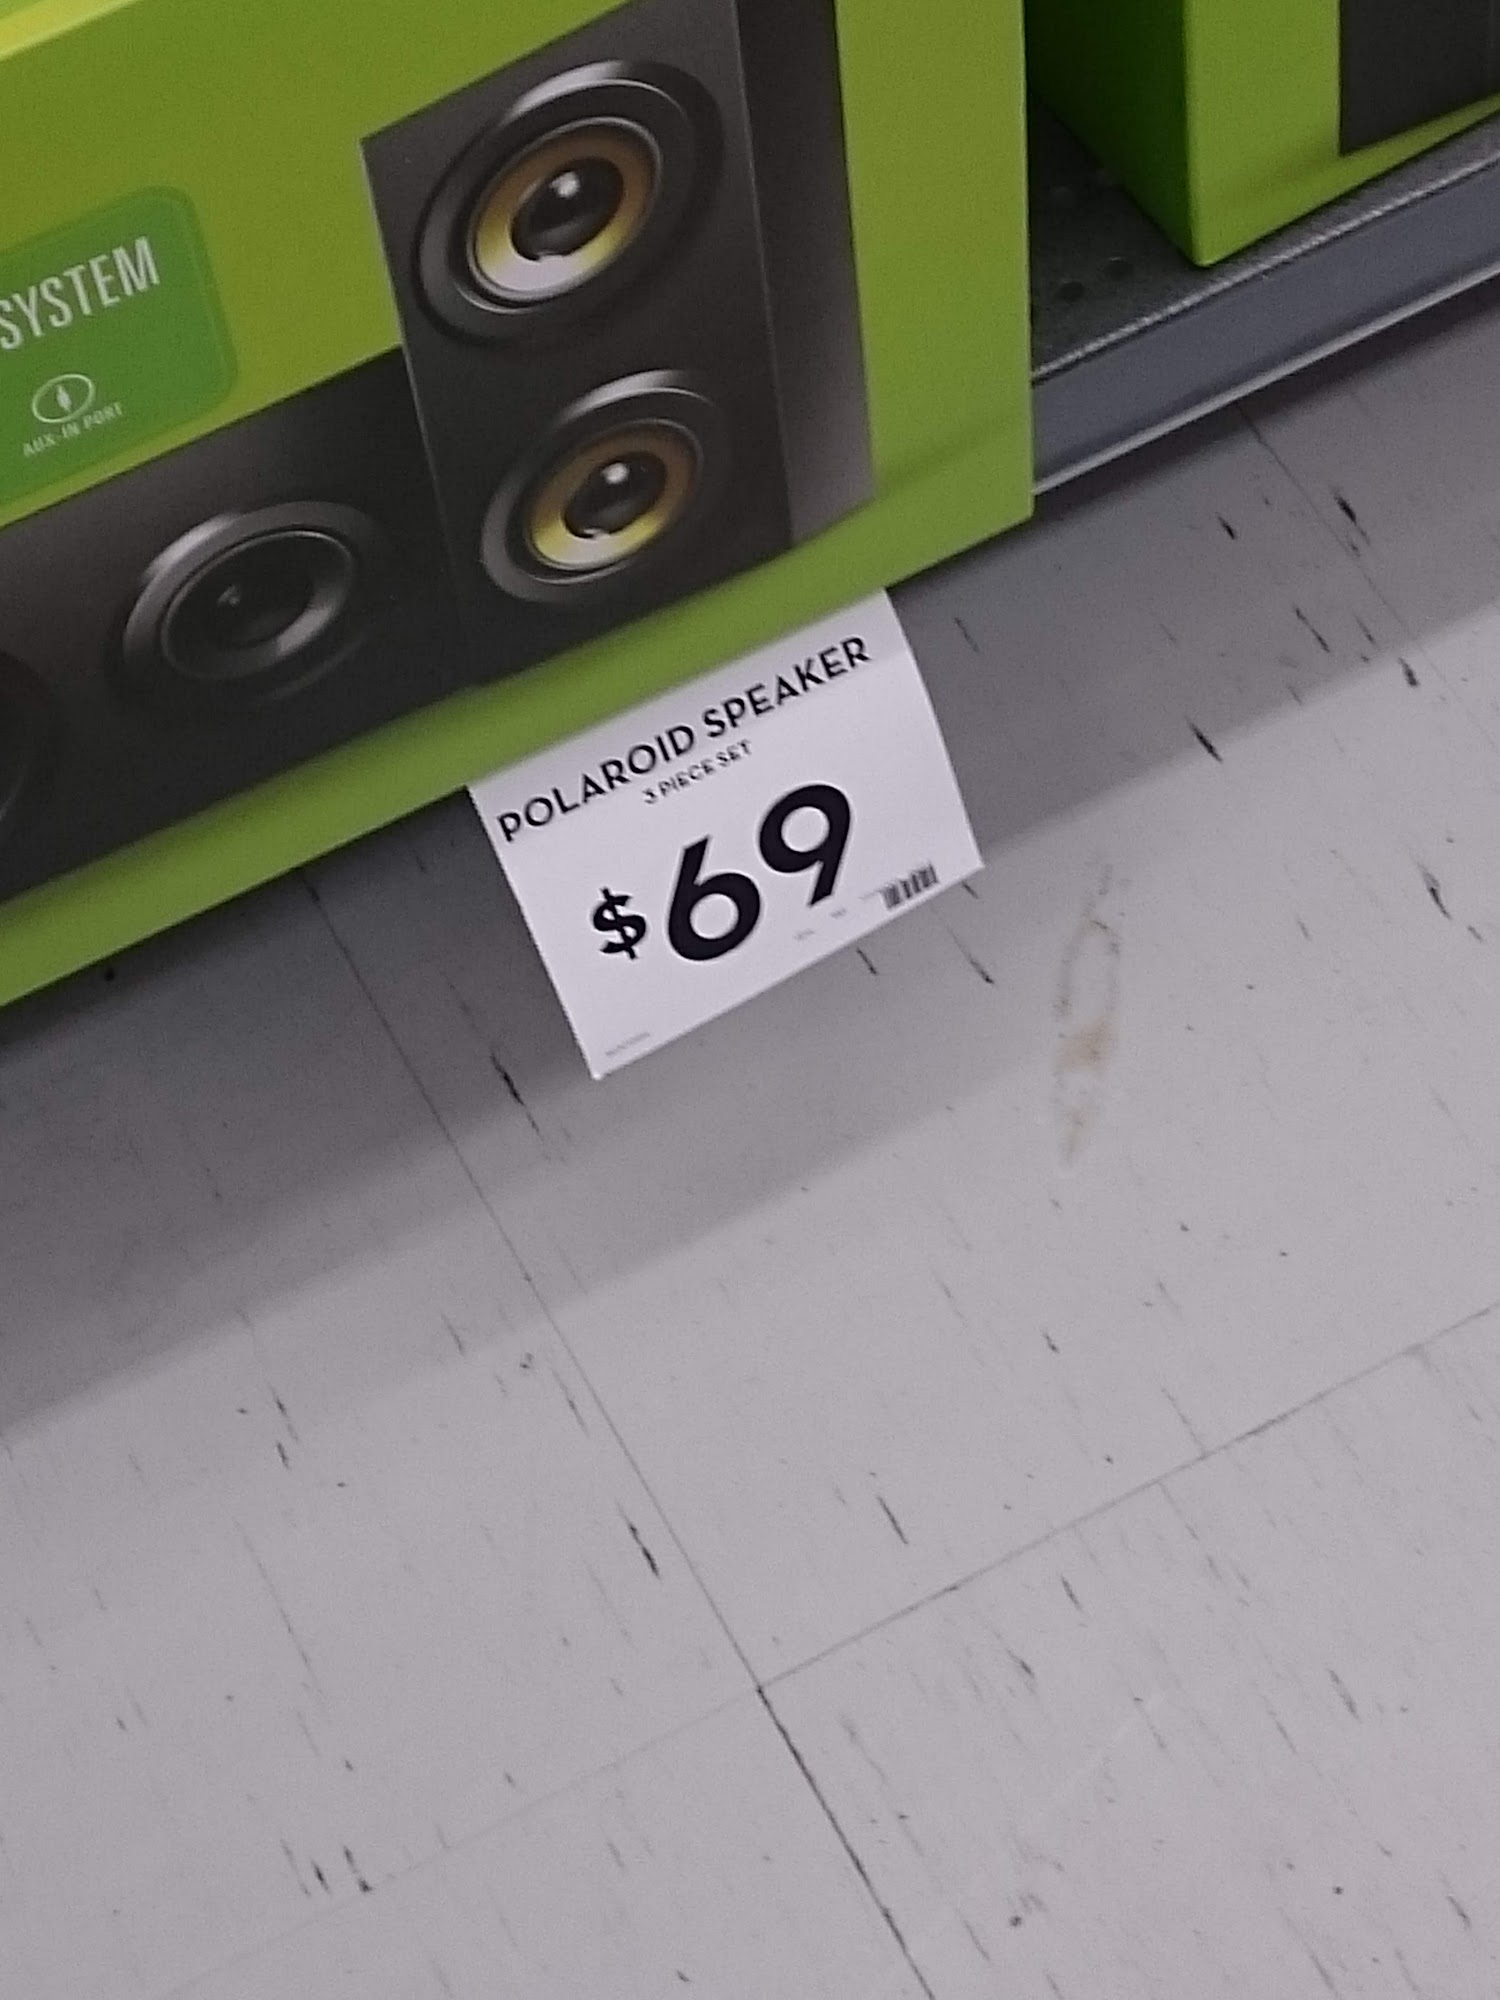 SYSTEM
AUX-IN PORT
POLAROID SPEAKER
3 PIECE SET
$69